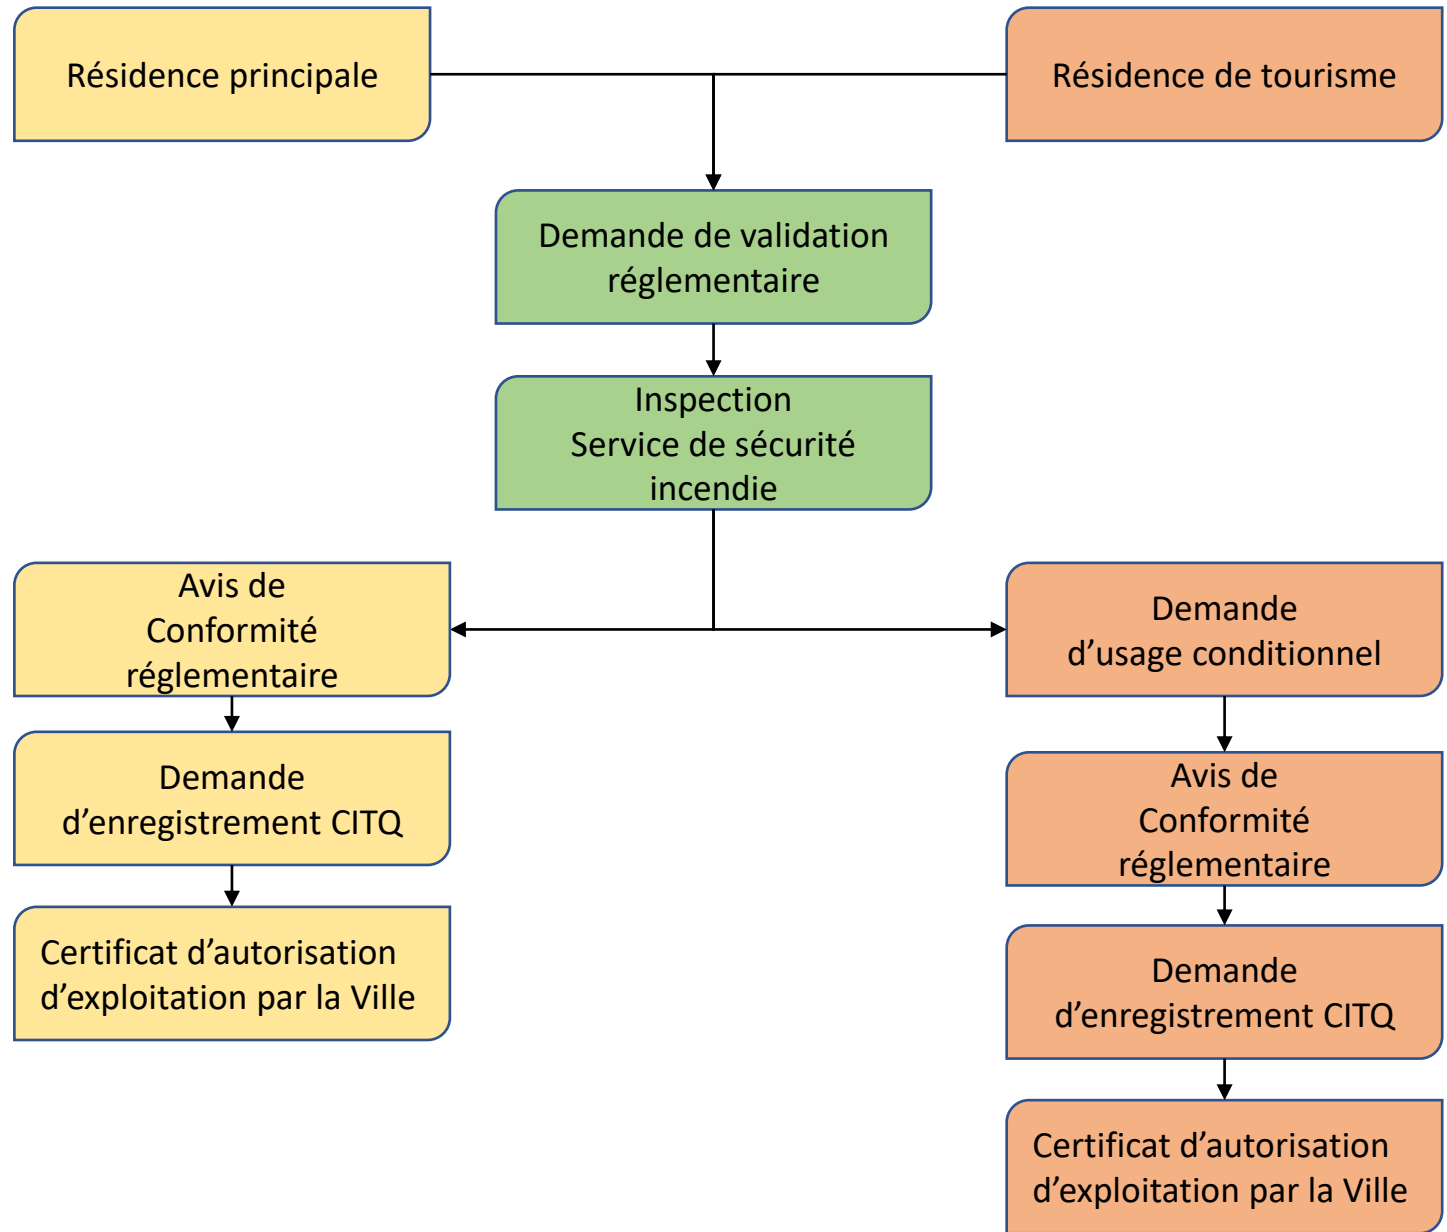 Résidence principale
Résidence de tourisme
Demande de validation
réglementaire
Inspection
Service de sécurité
incendie
Avis de
Conformité
réglementaire
Demande
d’enregistrement CITQ
Certificat d’autorisation
d’exploitation par la Ville
Demande
d’usage conditionnel
Avis de
Conformité
réglementaire
Demande
d’enregistrement CITQ
Certificat d’autorisation
d’exploitation par la Ville